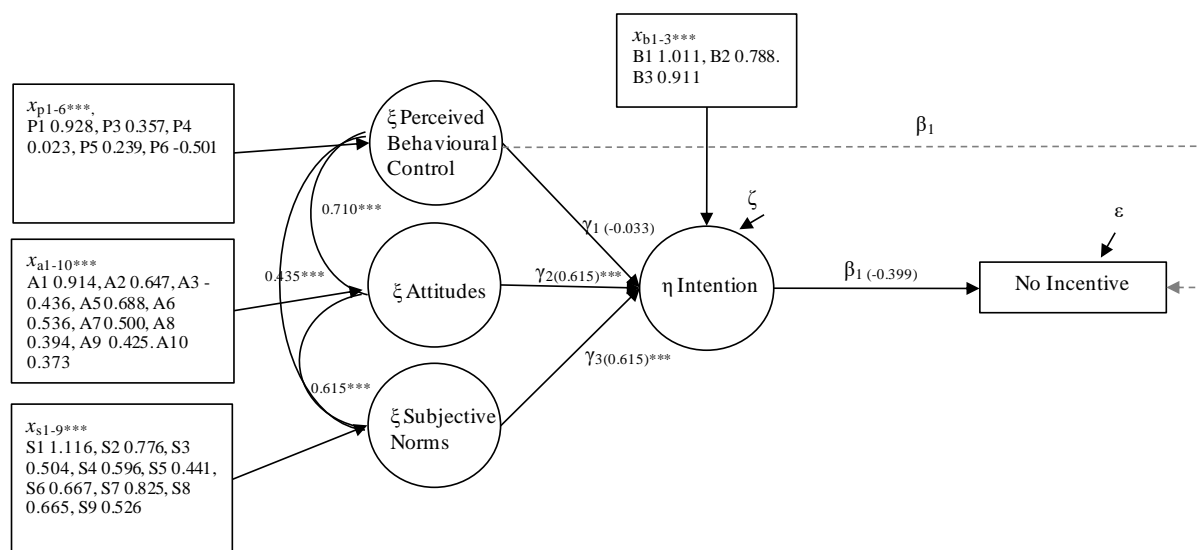 xb1-3***
B1 1.011, B2 0.788.
B3 0.911
xp1-6***,
P1 0.928, P3 0.357, P4
0.023, P5 0.239, P6 -0.501
ξ Perceived
Behavioural
Control
β1
0.710***
γ1 (-0.033)
ζ
ε
xa1-10***
A1 0.914, A2 0.647, A3 -
0.436, A5 0.688, A6
0.536, A7 0.500, A8
0.394, A9 0.425. A10
0.373
0.435***
ξ Attitudes
γ2(0.615)***
η Intention
β1 (-0.399)
No Incentive
0.615***
γ3(0.615)***
xs1-9***
S1 1.116, S2 0.776, S3
0.504, S4 0.596, S5 0.441,
S6 0.667, S7 0.825, S8
0.665, S9 0.526
ξ Subjective
Norms